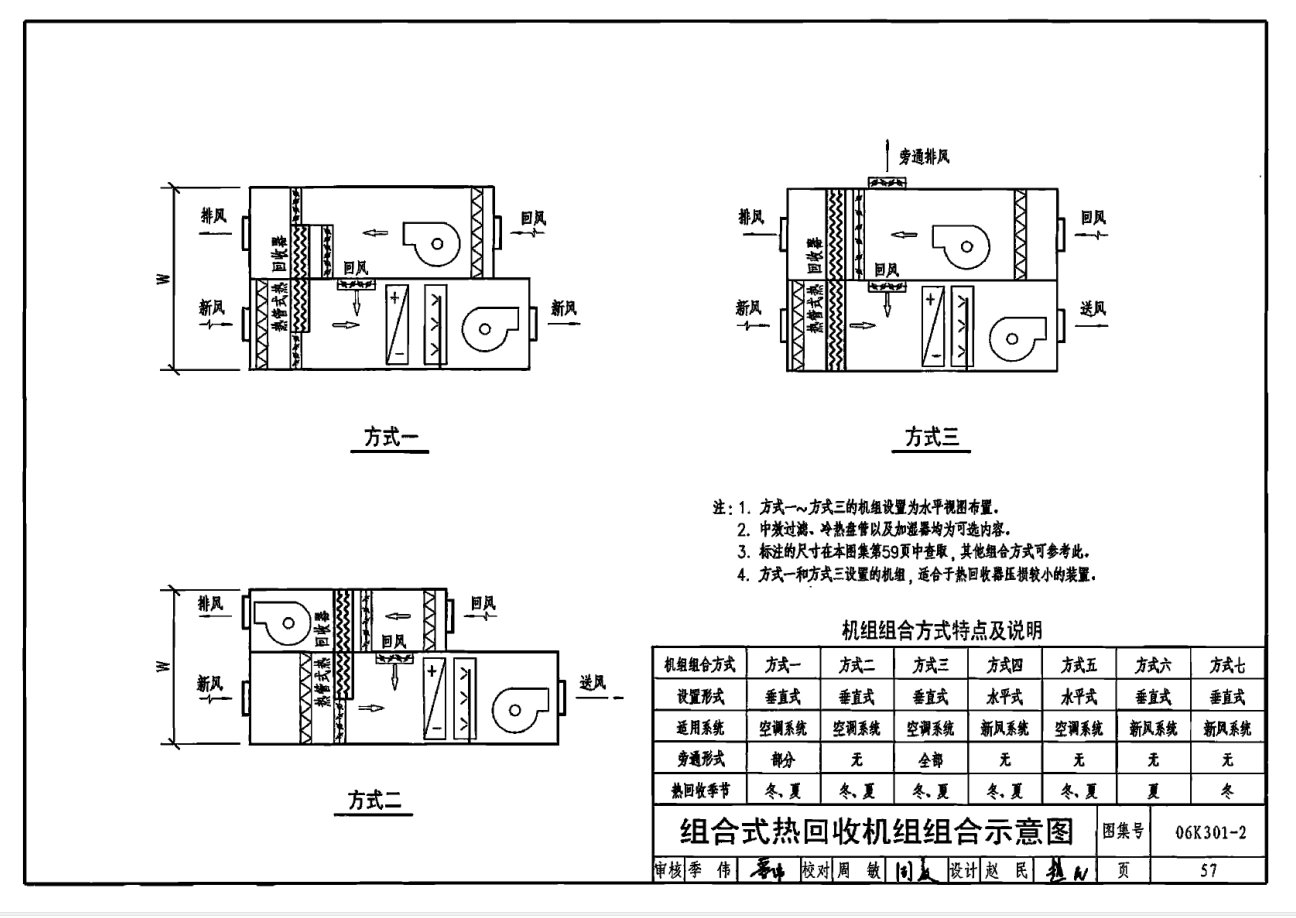 旁通排风
排风
回收器
回风
回风
W
新风
热管式热
+
-
新风
方式一
排风
回收器
回风
回风
新风
热管式热
+
-
送风
方式三
注：1. 方式一～方式三的机组设置为水平视图布置。
2. 中效过滤、冷热盘管以及加湿器均为可选内容。
3. 标注的尺寸在本图集第59页中查取，其他组合方式可参考此。
4. 方式一和方式三设置的机组，适合于热回收器压损较小的装置。
排风
回收器
回风
回风
W
新风
热管式热
+
-
送风
方式二
机组组合方式特点及说明
机组组合方式 方式一 方式二 方式三 方式四 方式五 方式六 方式七
设置形式 垂直式 垂直式 垂直式 水平式 水平式 垂直式 垂直式
适用系统 空调系统 空调系统 空调系统 新风系统 空调系统 新风系统 新风系统
旁通形式 部分 无 全部 无 无 无 无
热回收季节 冬、夏 冬、夏 冬、夏 冬、夏 冬、夏 夏 冬
组合式热回收机组组合示意图 图集号 06K301-2
审核 季 伟 校对 周 敏 设计 赵 民 页 57